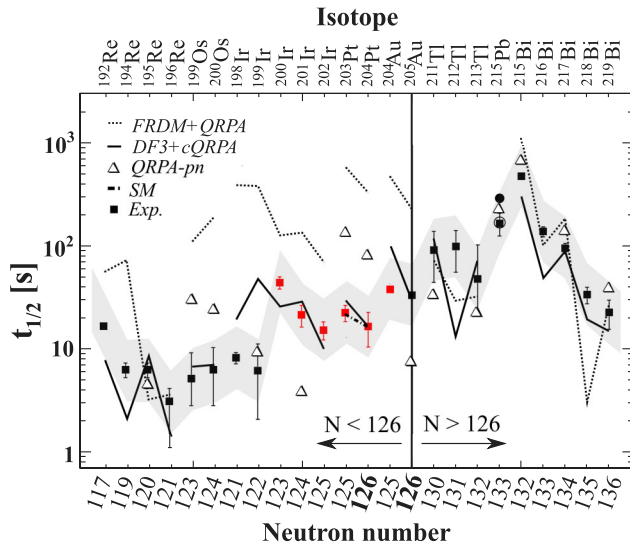 Isotope
¹⁹²Re ¹⁹⁴Re ¹⁹⁵Re ¹⁹⁶Re ¹⁹⁹Os ²⁰⁰Os ¹⁹⁸Ir ¹⁹⁹Ir ²⁰⁰Ir ²⁰¹Ir ²⁰²Ir ²⁰³Pt ²⁰⁴Pt ²⁰⁴Au ²⁰⁵Au ²¹¹Tl ²¹²Tl ²¹³Tl ²¹⁵Pb ²¹⁵Bi ²¹⁶Bi ²¹⁷Bi ²¹⁸Bi ²¹⁹Bi
FRDM+QRPA
DF3+cQRPA
QRPA-pn
SM
Exp.
t₁/₂ [s]
10³
10²
10
1
N < 126 N > 126
117 119 120 121 123 124 121 122 123 124 125 125 126 125 126 130 131 132 133 132 133 134 135 136
Neutron number